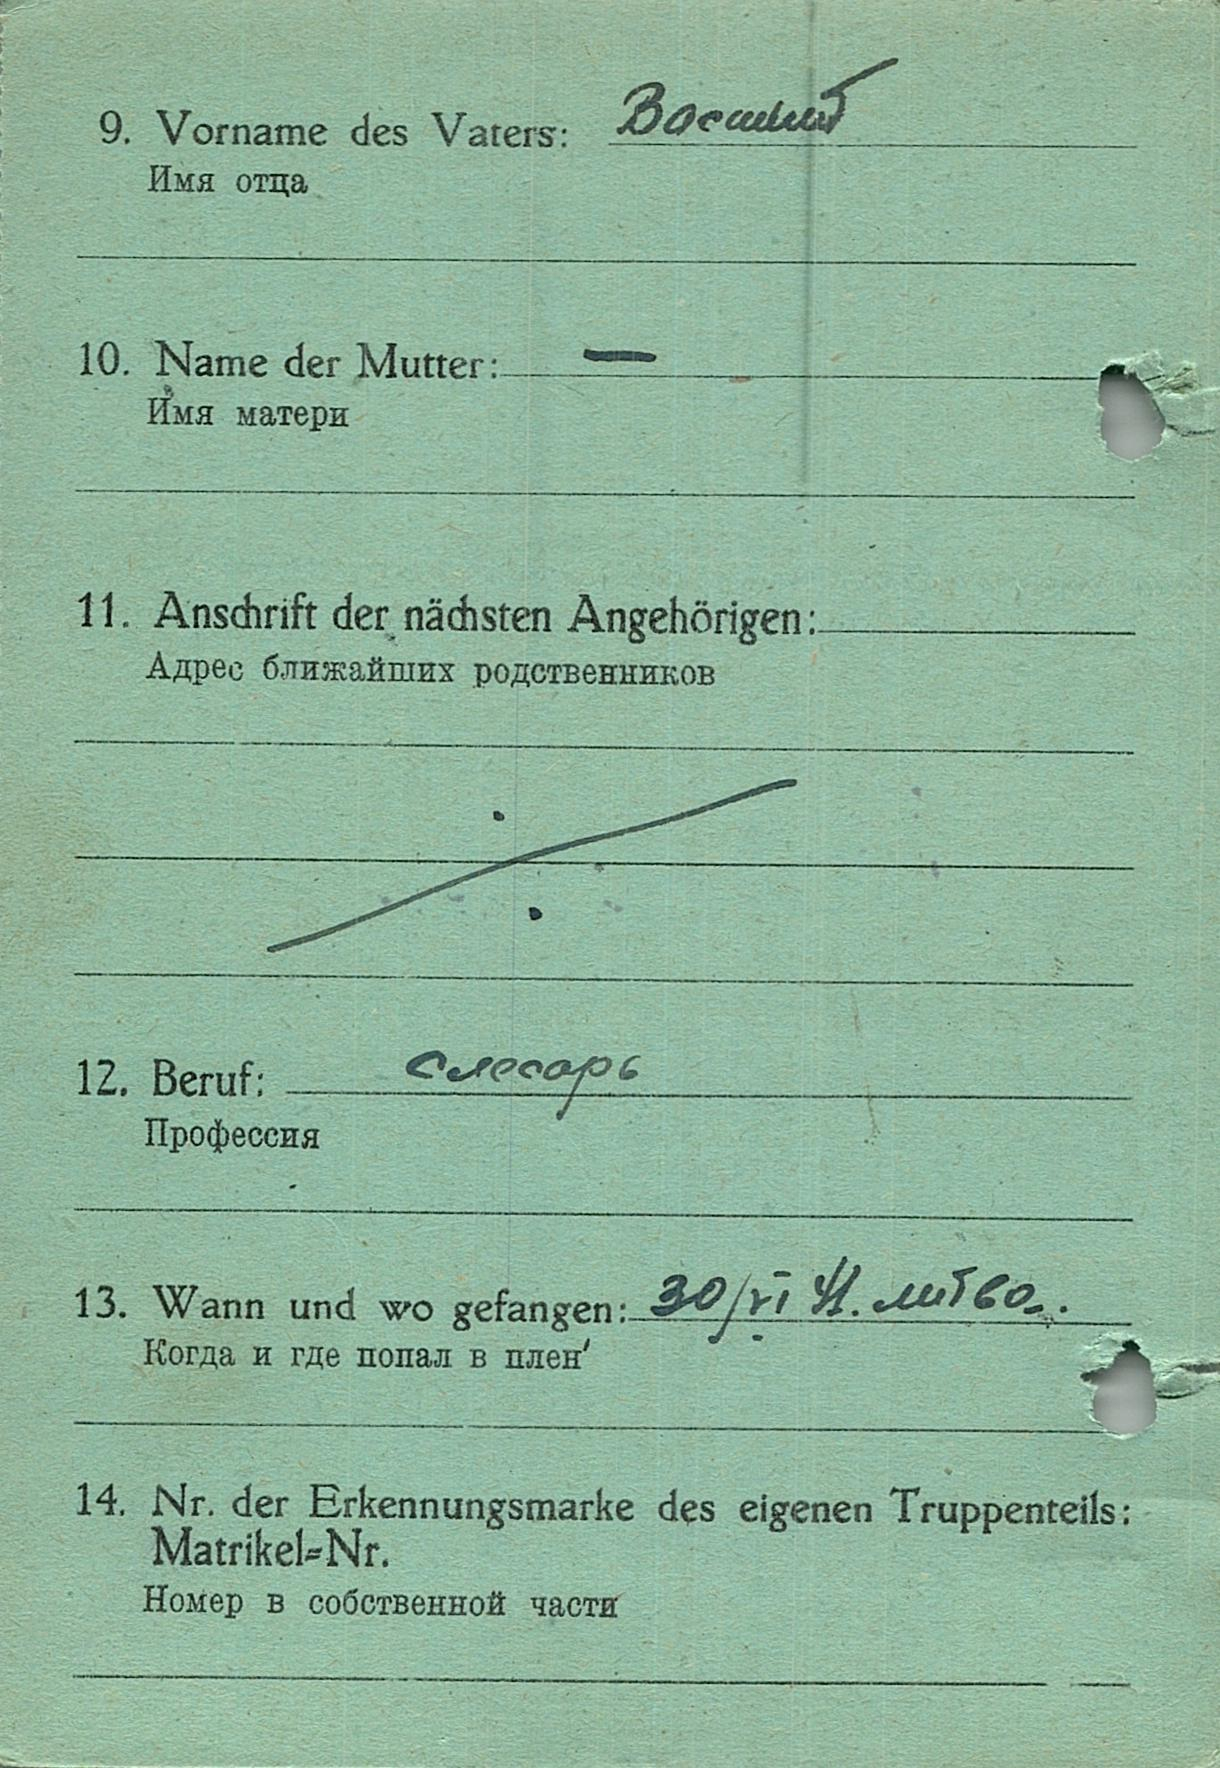 9. Vorname des Vaters: Василий
Имя отца
10. Name der Mutter: —
Имя матери
11. Anschrift der nächsten Angehörigen:
Адрес ближайших родственников
12. Beruf: слесарь
Профессия
13. Wann und wo gefangen: 30/VI 41. литва.
Когда и где попал в плен
14. Nr. der Erkennungsmarke des eigenen Truppenteils:
Matrikel-Nr.
Номер в собственной части